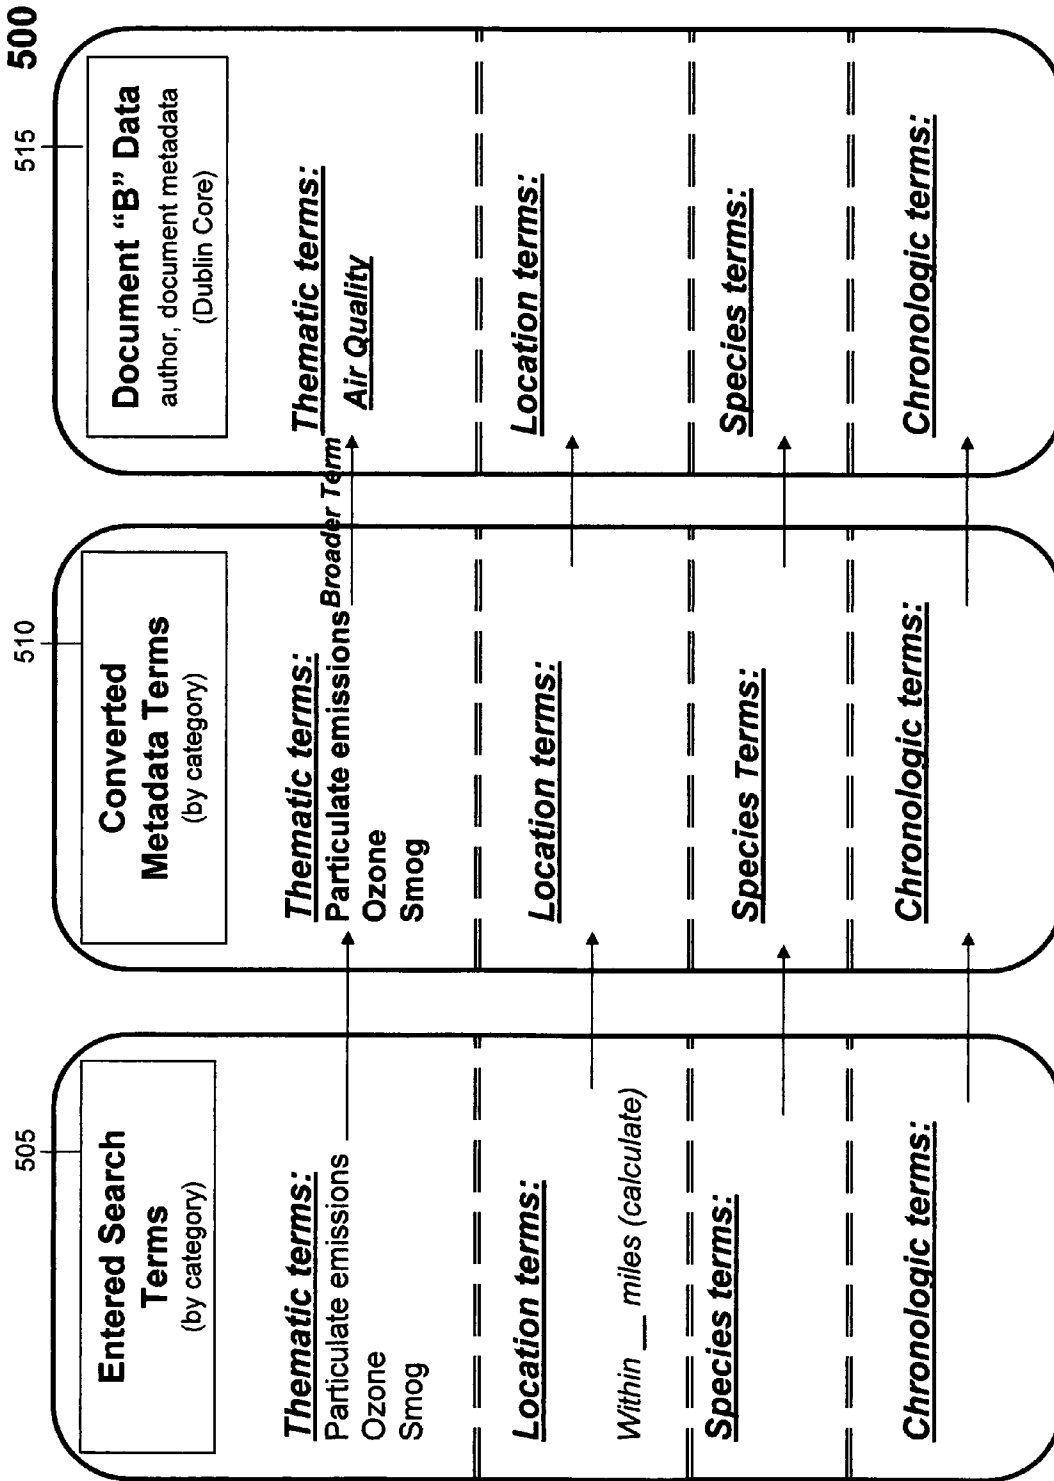 500
505
Entered Search
Terms
(by category)
Thematic terms:
Particulate emissions
Ozone
Smog
Location terms:
Within __ miles (calculate)
Species terms:
Chronologic terms:
510
Converted
Metadata Terms
(by category)
Thematic terms:
Particulate emissions
Ozone
Smog
Broader Term
Location terms:
Species Terms:
Chronologic terms:
515
Document “B” Data
author, document metadata
(Dublin Core)
Thematic terms:
Air Quality
Location terms:
Species terms:
Chronologic terms: